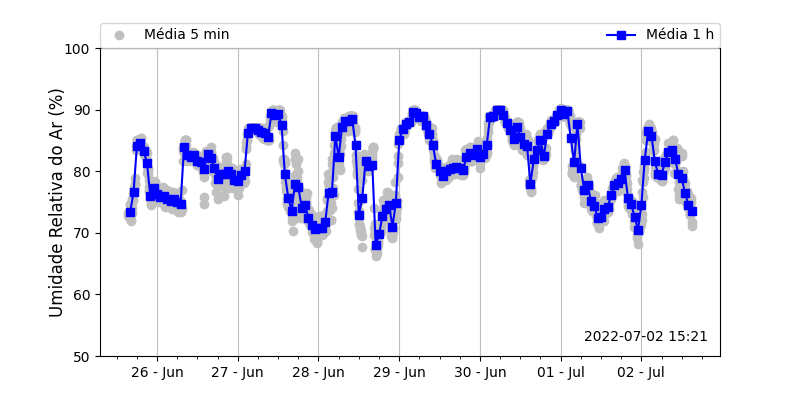 Média 5 min Média 1 h
Umidade Relativa do Ar (%)
100
90
80
70
60
50
2022-07-02 15:21
26 - Jun 27 - Jun 28 - Jun 29 - Jun 30 - Jun 01 - Jul 02 - Jul